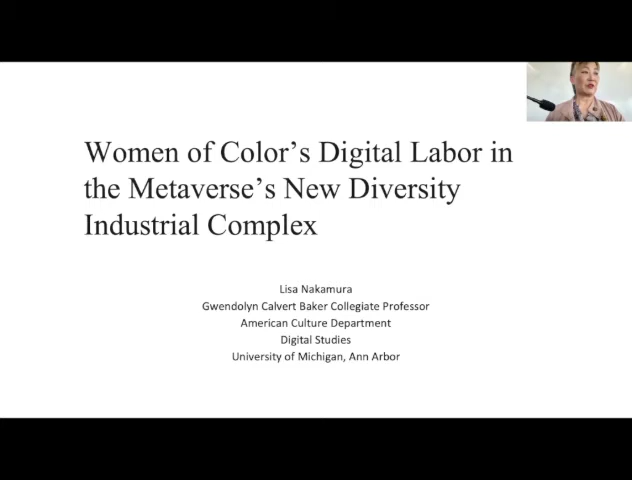 Women of Color’s Digital Labor in
the Metaverse’s New Diversity
Industrial Complex
Lisa Nakamura
Gwendolyn Calvert Baker Collegiate Professor
American Culture Department
Digital Studies
University of Michigan, Ann Arbor